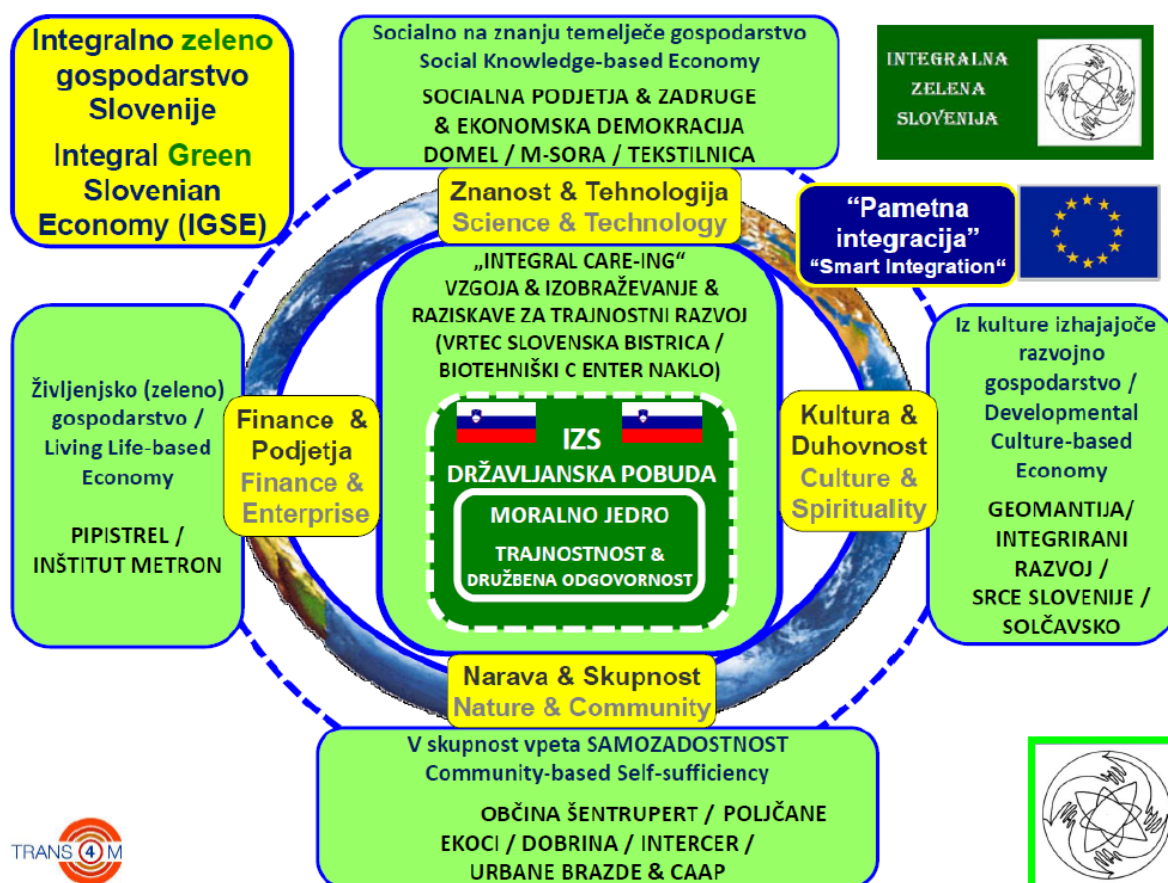 Integralno zeleno
gospodarstvo
Slovenije
Integral Green
Slovenian
Economy (IGSE)
Socialno na znanju temelječe gospodarstvo
Social Knowledge-based Economy
SOCIALNA PODJETJA & ZADRUGE
& EKONOMSKA DEMOKRACIJA
DOMEL / M-SORA / TEKSTILNICA
INTEGRALNA
ZELENA
SLOVENIJA
Znanost & Tehnologija
Science & Technology
“Pametna
integracija”
“Smart Integration“
„INTEGRAL CARE-ING“
VZGOJA & IZOBRAŽEVANJE &
RAZISKAVE ZA TRAJNOSTNI RAZVOJ
(VRTEC SLOVENSKA BISTRICA /
BIOTEHNIŠKI C ENTER NAKLO)
Življenjsko (zeleno)
gospodarstvo /
Living Life-based
Economy
PIPISTREL /
INŠTITUT METRON
Finance &
Podjetja
Finance &
Enterprise
IZS
DRŽAVLJANSKA POBUDA
MORALNO JEDRO
TRAJNOSTNOST &
DRUŽBENA ODGOVORNOST
Kultura &
Duhovnost
Culture &
Spirituality
Iz kulture izhajajoče
razvojno
gospodarstvo /
Developmental
Culture-based
Economy
GEOMANTIJA/
INTEGRIRANI
RAZVOJ /
SRCE SLOVENIJE /
SOLČAVSKO
Narava & Skupnost
Nature & Community
V skupnost vpeta SAMOZADOSTNOST
Community-based Self-sufficiency
OBČINA ŠENTRUPERT / POLJČANE
EKOCI / DOBRINA / INTERCER /
URBANE BRAZDE & CAAP
TRANS 4 M